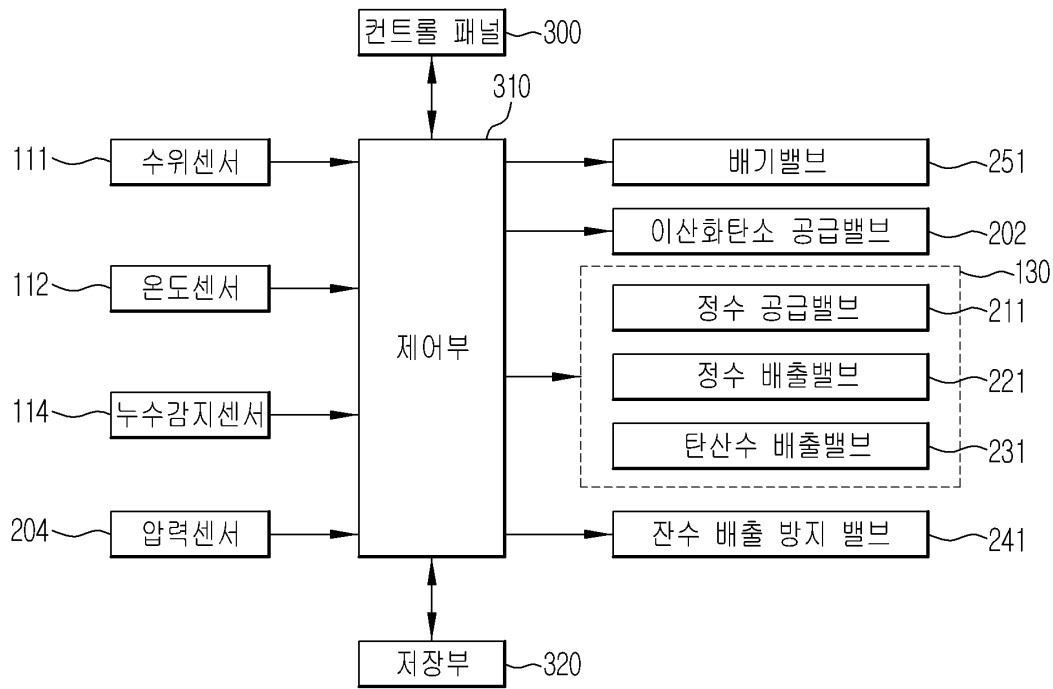 컨트롤 패널 300
310
111 수위센서
배기밸브 251
이산화탄소 공급밸브 202
130
112 온도센서
정수 공급밸브 211
제어부
정수 배출밸브 221
114 누수감지센서
탄산수 배출밸브 231
204 압력센서
잔수 배출 방지 밸브 241
저장부 320